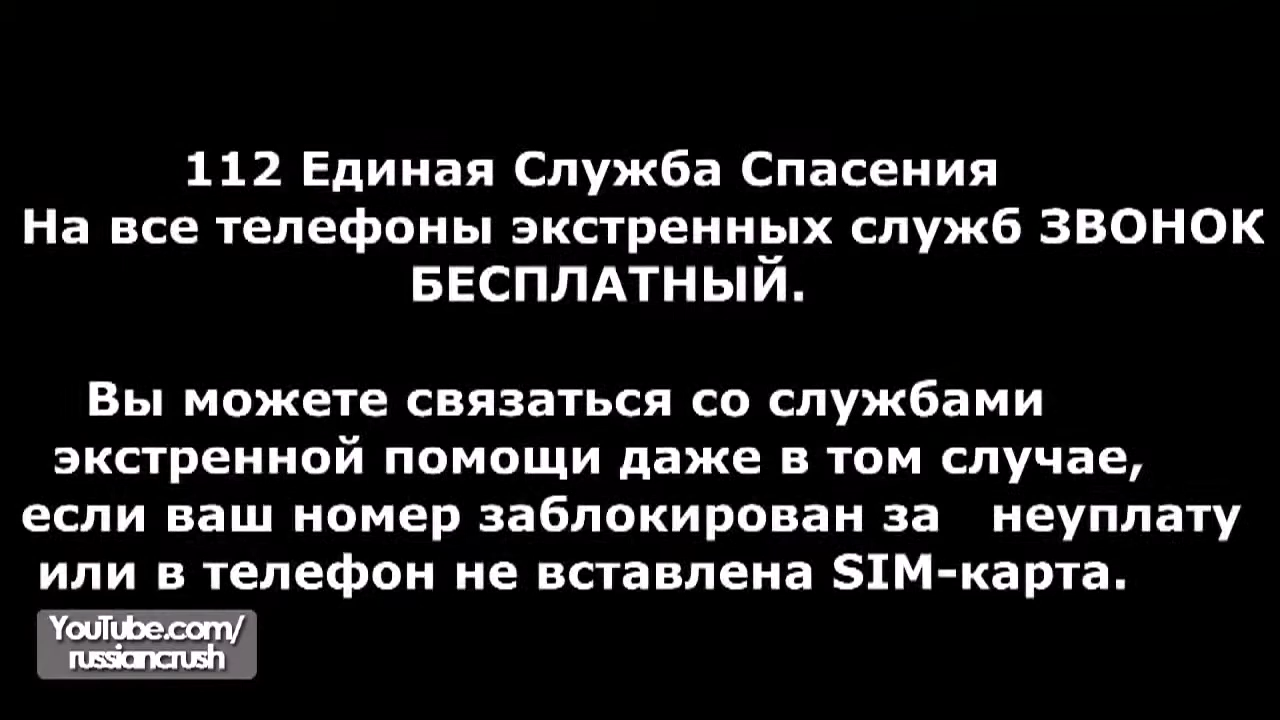 112 Единая Служба Спасения
На все телефоны экстренных служб ЗВОНОК
БЕСПЛАТНЫЙ.
Вы можете связаться со службами
экстренной помощи даже в том случае,
если ваш номер заблокирован за неуплату
или в телефон не вставлена SIM-карта.
YouTube.com/
russiancrush